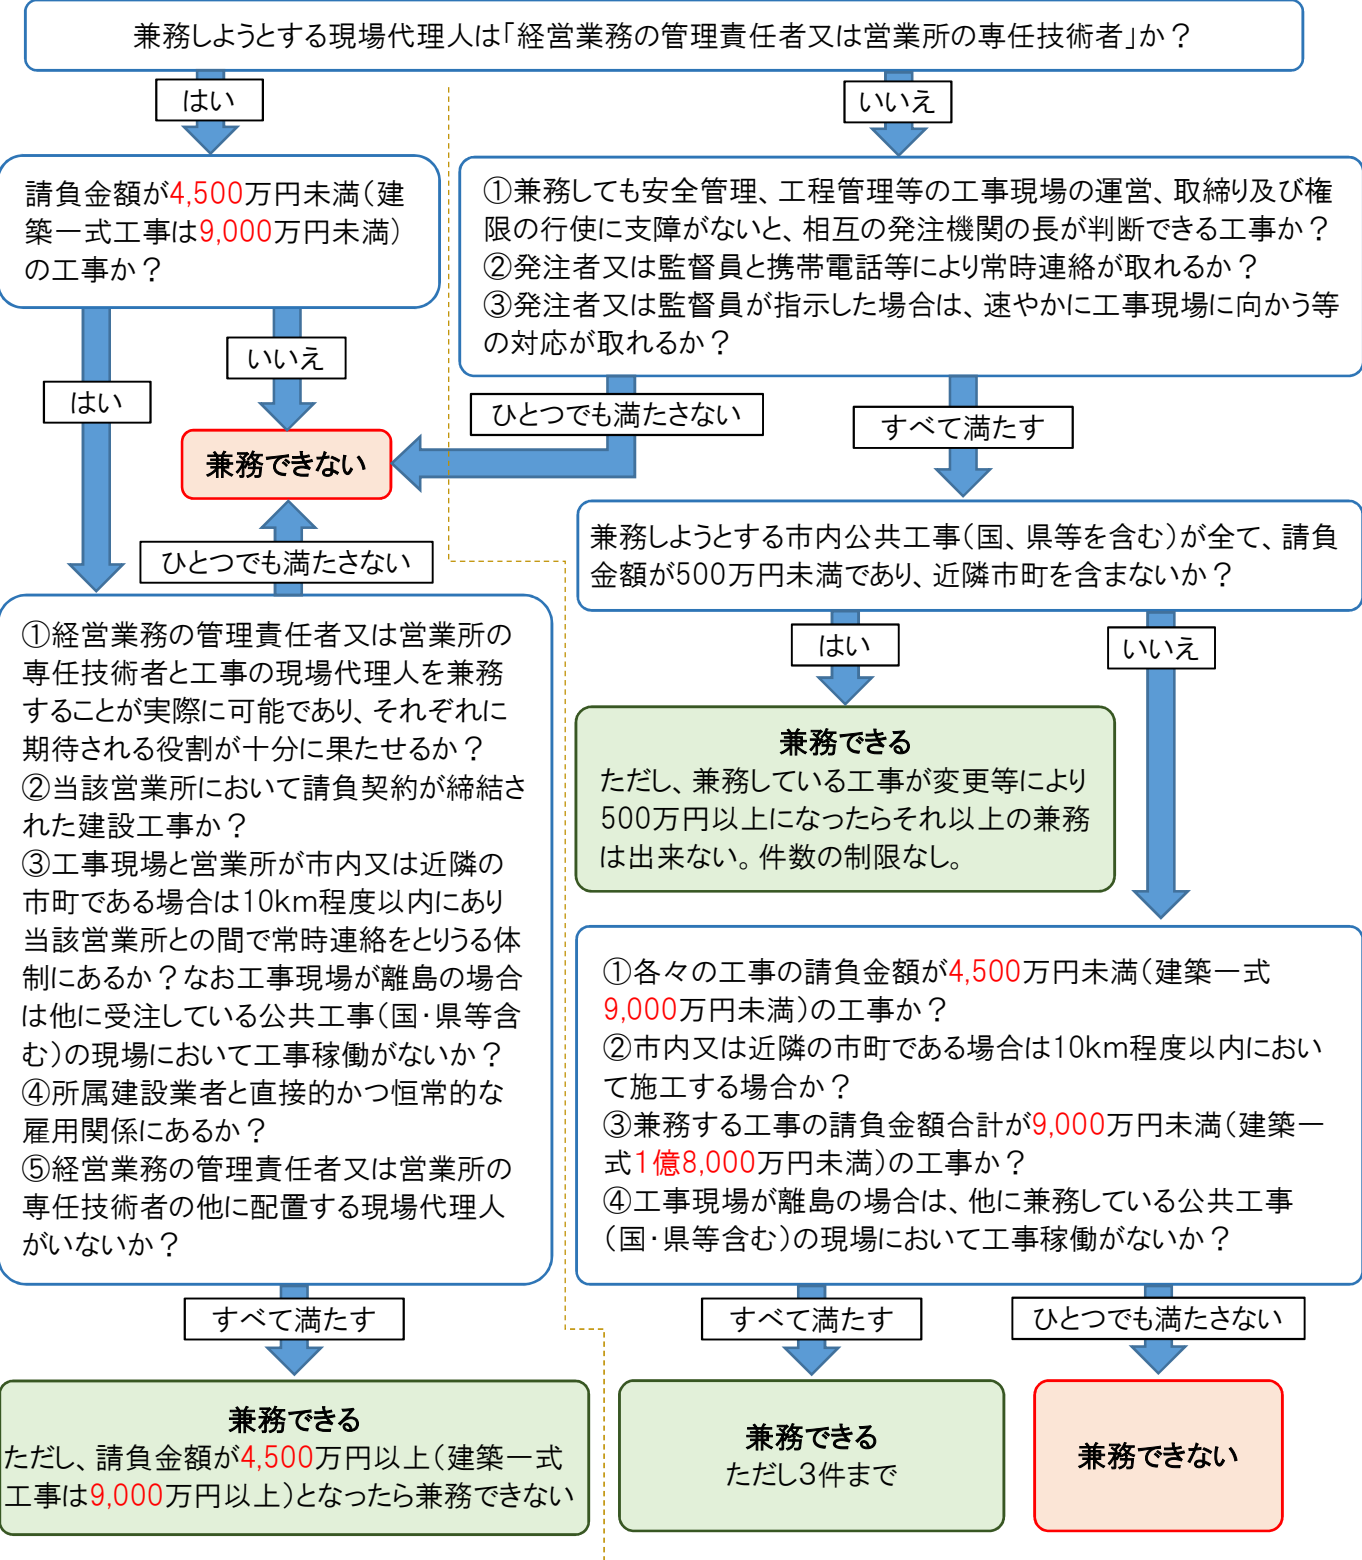 兼務しようとする現場代理人は「経営業務の管理責任者又は営業所の専任技術者」か？
はい
いいえ
請負金額が4,500万円未満（建
築一式工事は9,000万円未満）
の工事か？
①兼務しても安全管理、工程管理等の工事現場の運営、取締り及び権
限の行使に支障がないと、相互の発注機関の長が判断できる工事か？
②発注者又は監督員と携帯電話等により常時連絡が取れるか？
③発注者又は監督員が指示した場合は、速やかに工事現場に向かう等
の対応が取れるか？
いいえ
はい
ひとつでも満たさない
すべて満たす
兼務できない
ひとつでも満たさない
兼務しようとする市内公共工事（国、県等を含む）が全て、請負
金額が500万円未満であり、近隣市町を含まないか？
はい
いいえ
①経営業務の管理責任者又は営業所の
専任技術者と工事の現場代理人を兼務
することが実際に可能であり、それぞれに
期待される役割が十分に果たせるか？
②当該営業所において請負契約が締結さ
れた建設工事か？
③工事現場と営業所が市内又は近隣の
市町である場合は10km程度以内にあり
当該営業所との間で常時連絡をとりうる体
制にあるか？なお工事現場が離島の場合
は他に受注している公共工事（国・県等含
む）の現場において工事稼働がないか？
④所属建設業者と直接的かつ恒常的な
雇用関係にあるか？
⑤経営業務の管理責任者又は営業所の
専任技術者の他に配置する現場代理人
がいないか？
兼務できる
ただし、兼務している工事が変更等により
500万円以上になったらそれ以上の兼務
は出来ない。件数の制限なし。
①各々の工事の請負金額が4,500万円未満（建築一式
9,000万円未満）の工事か？
②市内又は近隣の市町である場合は10km程度以内におい
て施工する場合か？
③兼務する工事の請負金額合計が9,000万円未満（建築一
式1億8,000万円未満）の工事か？
④工事現場が離島の場合は、他に兼務している公共工事
（国・県等含む）の現場において工事稼働がないか？
すべて満たす
すべて満たす
ひとつでも満たさない
兼務できる
ただし、請負金額が4,500万円以上（建築一式
工事は9,000万円以上）となったら兼務できない
兼務できる
ただし3件まで
兼務できない